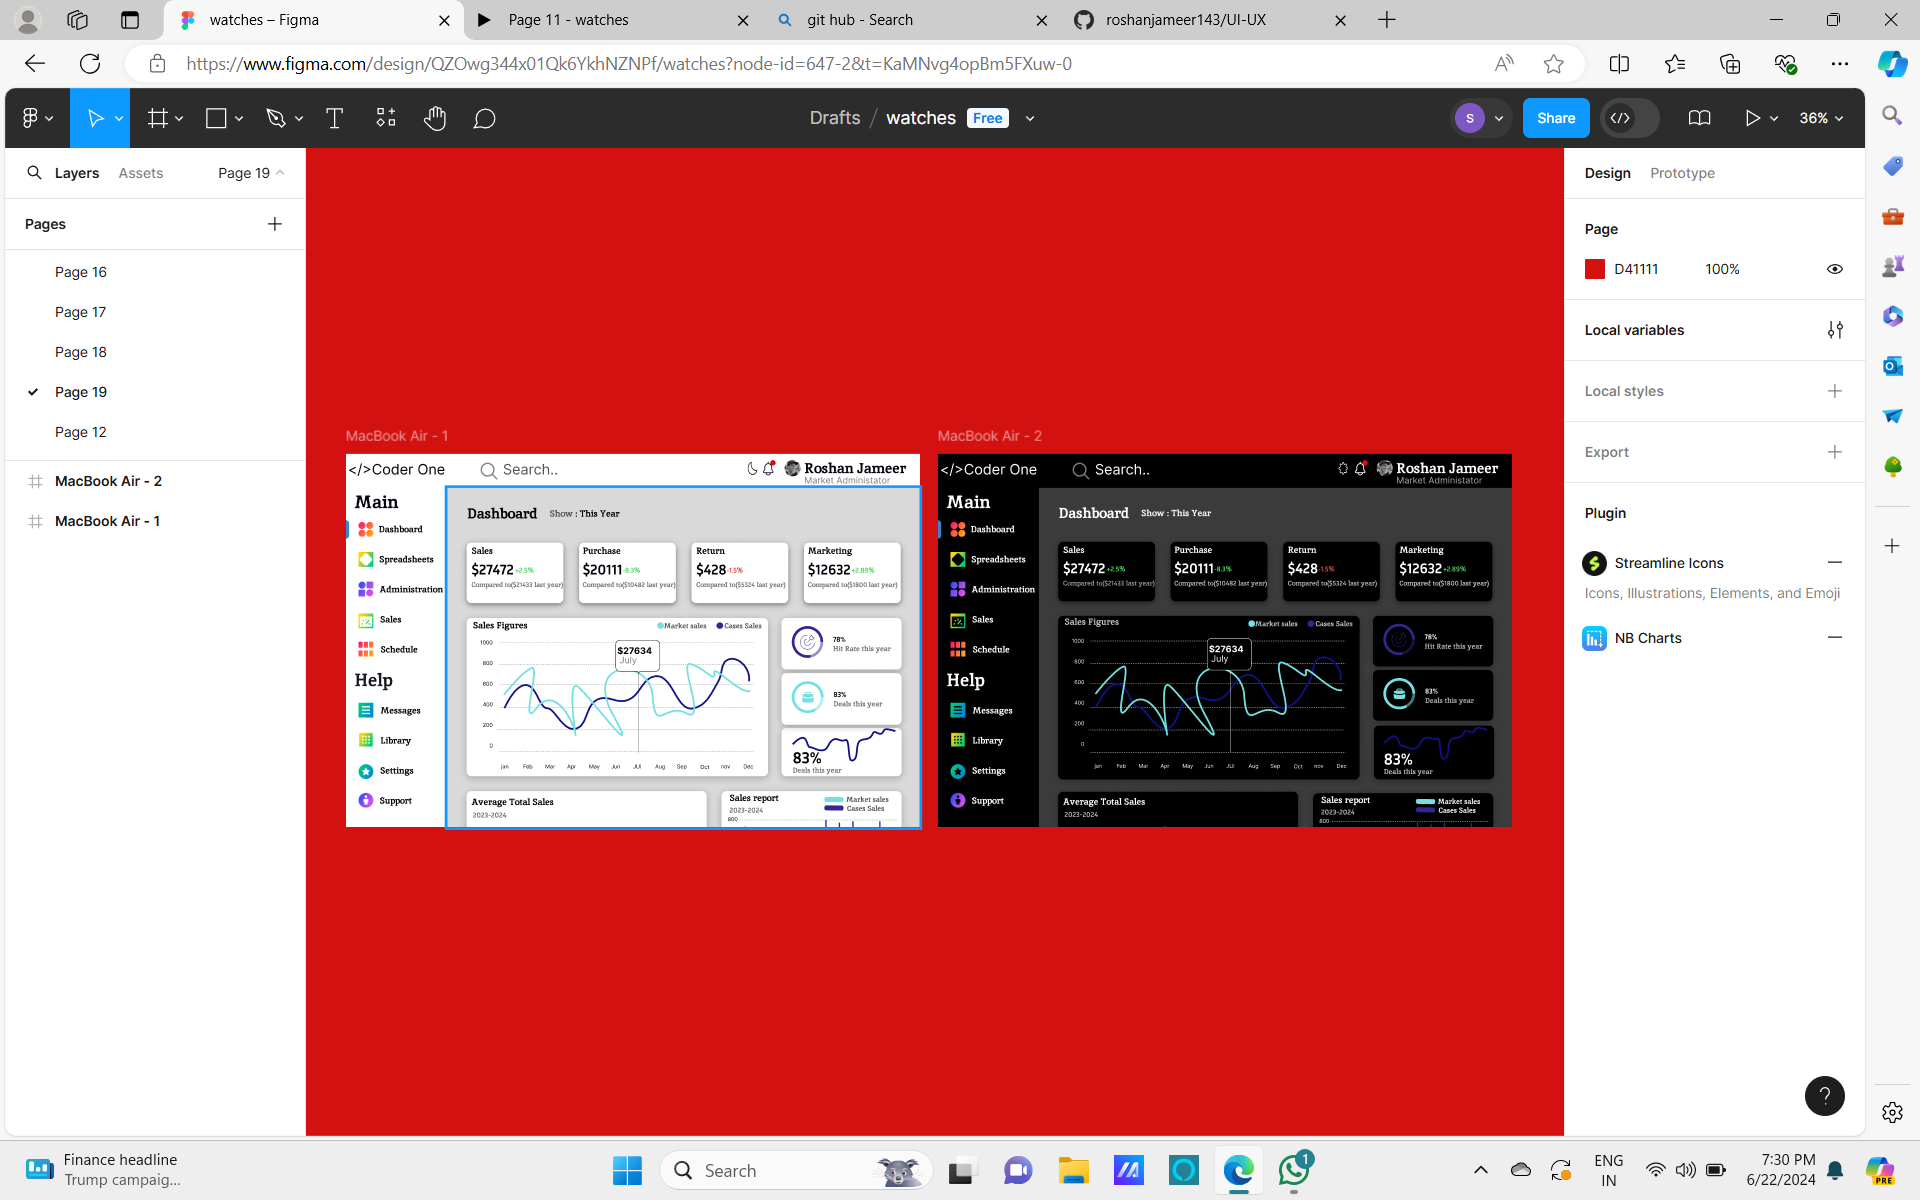 watches – Figma
Page 11 - watches
git hub - Search
roshanjameer143/UI-UX
https://www.figma.com/design/QZOwg344x01Qk6YkhNZNPf/watches?node-id=647-2&t=KaMNvg4opBm5FXuw-0
Drafts / watches Free
S
Share
36%
Layers
Assets
Page 19
Pages
Page 16
Page 17
Page 18
Page 19
Page 12
MacBook Air - 2
MacBook Air - 1
MacBook Air - 1
</>Coder One
Search..
Roshan Jameer
Market Administator
Main
Dashboard
Spreadsheets
Administration
Sales
Schedule
Help
Messages
Library
Settings
Support
Dashboard
Show : This Year
Sales
$27472 +2.5%
Compared to($21433 last year)
Purchase
$20111 -8.3%
Compared to($10482 last year)
Return
$428 -1.5%
Compared to($5324 last year)
Marketing
$12632 +2.89%
Compared to($1800 last year)
Sales Figures
Market sales
Cases Sales
1000
800
600
400
200
0
$27634
July
jan Feb Mar Apr May Jun Jul Aug Sep Oct nov Dec
78%
Hit Rate this year
83%
Deals this year
83%
Deals this year
Average Total Sales
2023-2024
Sales report
2023-2024
800
Market sales
Cases Sales
MacBook Air - 2
</>Coder One
Search..
Roshan Jameer
Market Administator
Main
Dashboard
Spreadsheets
Administration
Sales
Schedule
Help
Messages
Library
Settings
Support
Dashboard
Show : This Year
Sales
$27472 +2.5%
Compared to($21433 last year)
Purchase
$20111 -8.3%
Compared to($10482 last year)
Return
$428 -1.5%
Compared to($5324 last year)
Marketing
$12632 +2.89%
Compared to($1800 last year)
Sales Figures
Market sales
Cases Sales
1000
800
600
400
200
0
$27634
July
jan Feb Mar Apr May Jun Jul Aug Sep Oct nov Dec
78%
Hit Rate this year
83%
Deals this year
83%
Deals this year
Average Total Sales
2023-2024
Sales report
2023-2024
800
Market sales
Cases Sales
Design
Prototype
Page
D41111
100%
Local variables
Local styles
Export
Plugin
Streamline Icons
Icons, Illustrations, Elements, and Emoji
NB Charts
?
Finance headline
Trump campaig...
Search
1
ENG
IN
7:30 PM
6/22/2024
PRE